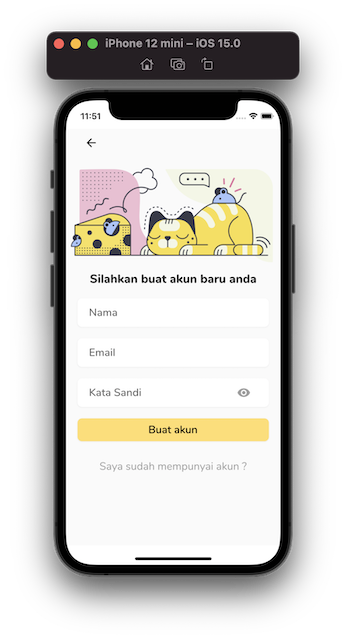 iPhone 12 mini – iOS 15.0
11:51
Silahkan buat akun baru anda
Nama
Email
Kata Sandi
Buat akun
Saya sudah mempunyai akun ?